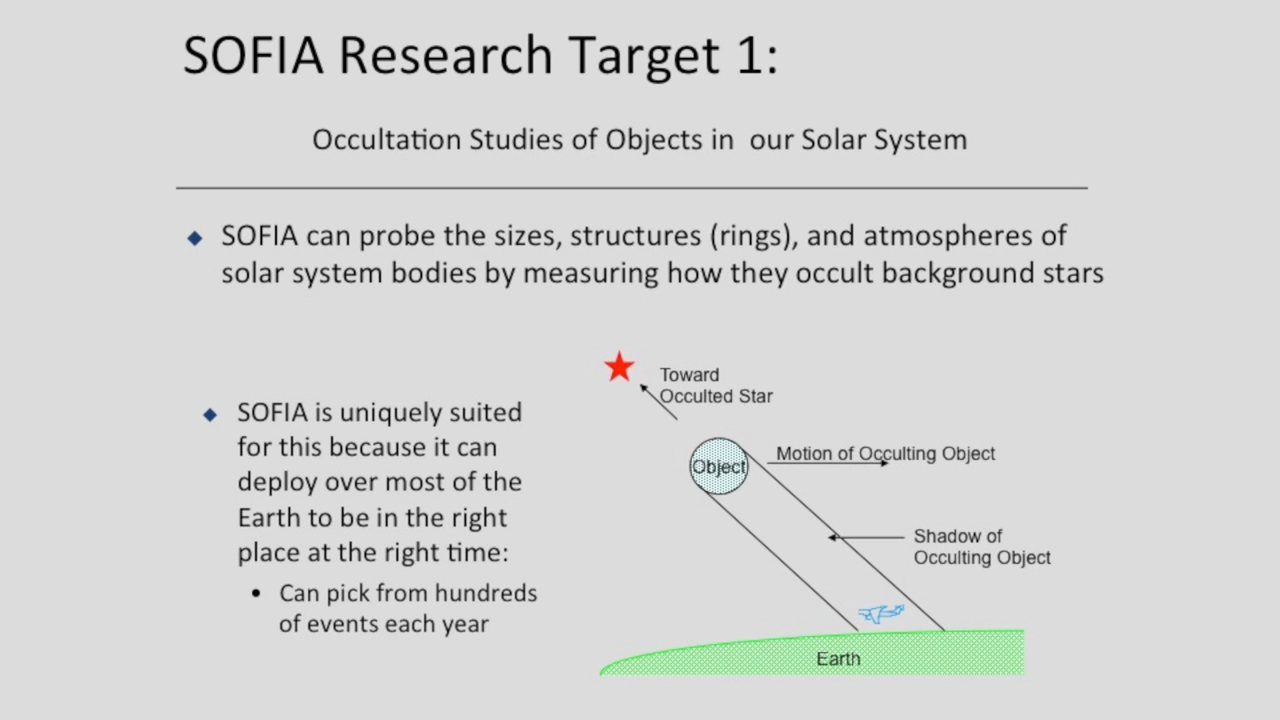 SOFIA Research Target 1:
Occultation Studies of Objects in our Solar System
SOFIA can probe the sizes, structures (rings), and atmospheres of
solar system bodies by measuring how they occult background stars
SOFIA is uniquely suited
for this because it can
deploy over most of the
Earth to be in the right
place at the right time:
• Can pick from hundreds
of events each year
Toward
Occulted Star
Object
Motion of Occulting Object
Shadow of
Occulting Object
Earth